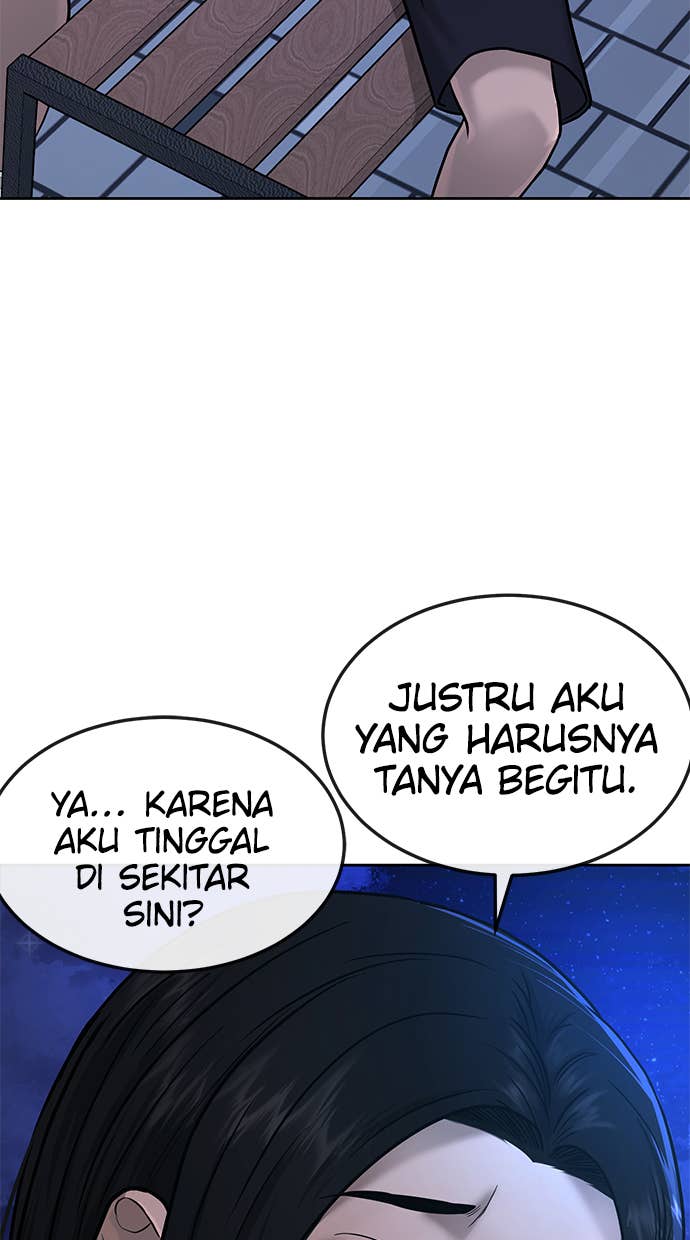 JUSTRU AKU
YANG HARUSNYA
TANYA BEGITU.
YA... KARENA
AKU TINGGAL
DI SEKITAR
SINI?